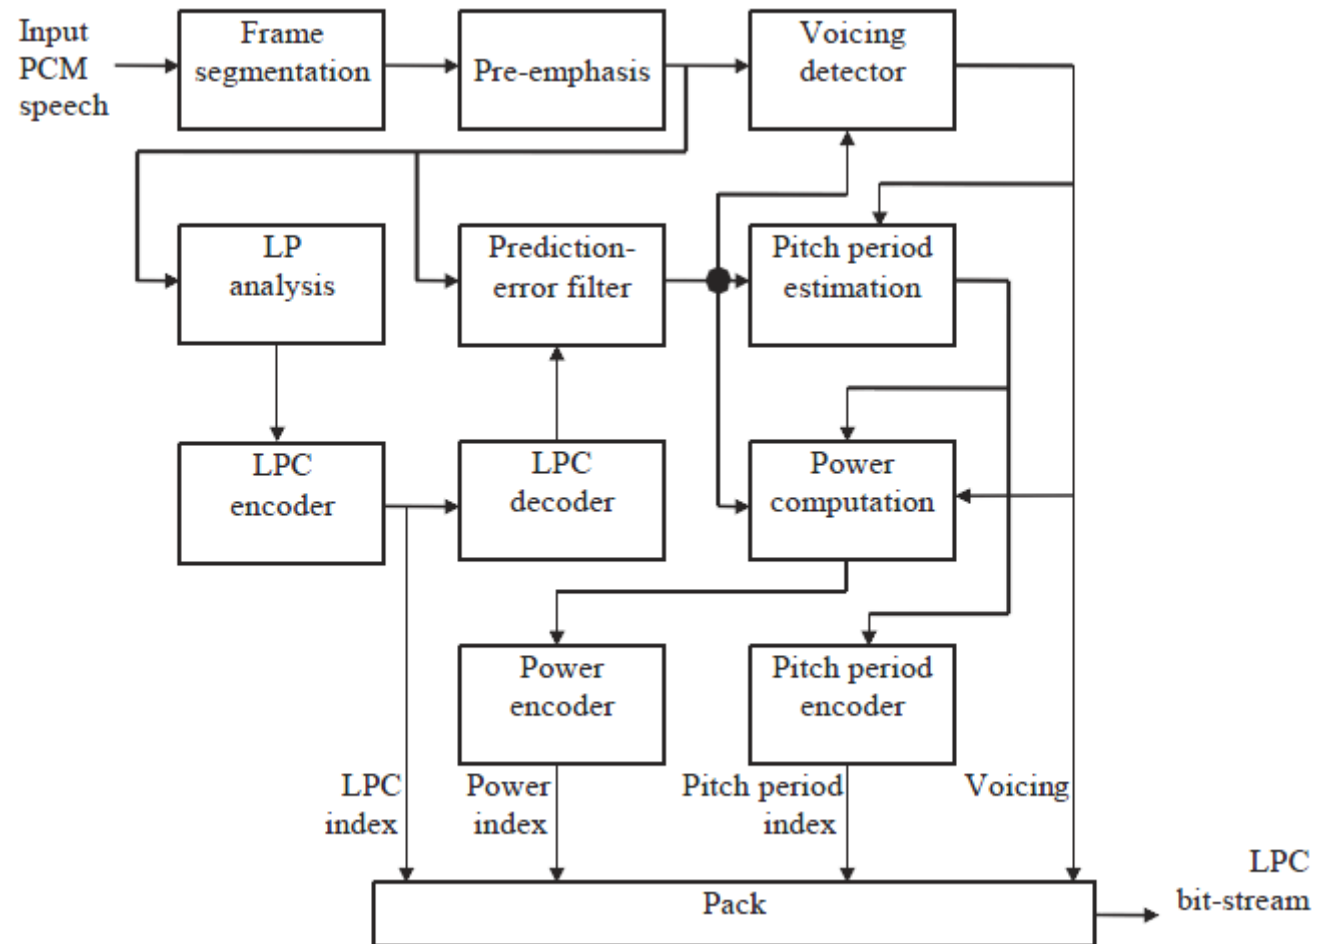 Input
PCM
speech
Frame
segmentation
Pre-emphasis
Voicing
detector
LP
analysis
Prediction-
error filter
Pitch period
estimation
LPC
encoder
LPC
decoder
Power
computation
Power
encoder
Pitch period
encoder
LPC
index
Power
index
Pitch period
index
Voicing
Pack
LPC
bit-stream